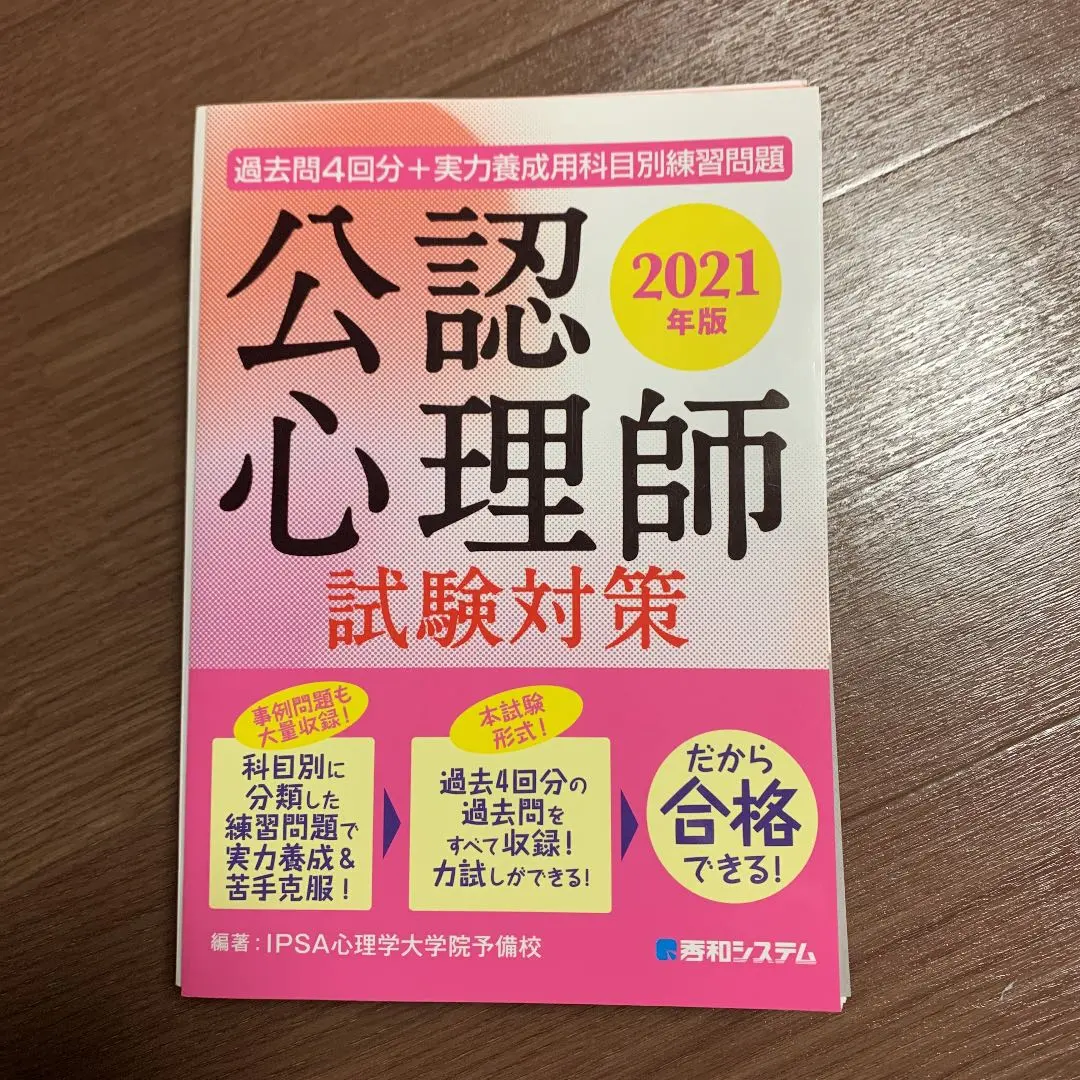 過去問4回分+実力養成用科目別練習問題
公認
2021
年版
心理師
試験対策
事例問題も
大量収録!
科目別に
分類した
練習問題で
実力養成&
苦手克服!
本試験
形式!
過去4回分の
過去問を
すべて収録!
力試しができる!
だから
合格
できる!
編著:IPSA心理学大学院予備校
秀和システム